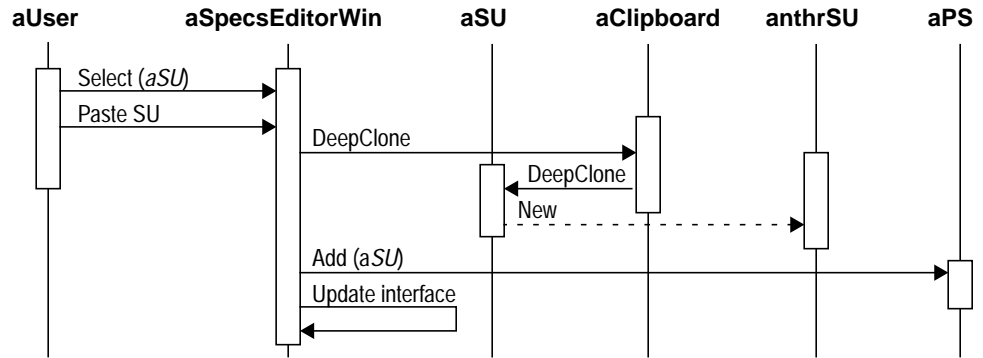 aUser aSpecsEditorWin aSU aClipboard anthrSU aPS
Select (aSU)
Paste SU
DeepClone
DeepClone
New
Add (aSU)
Update interface